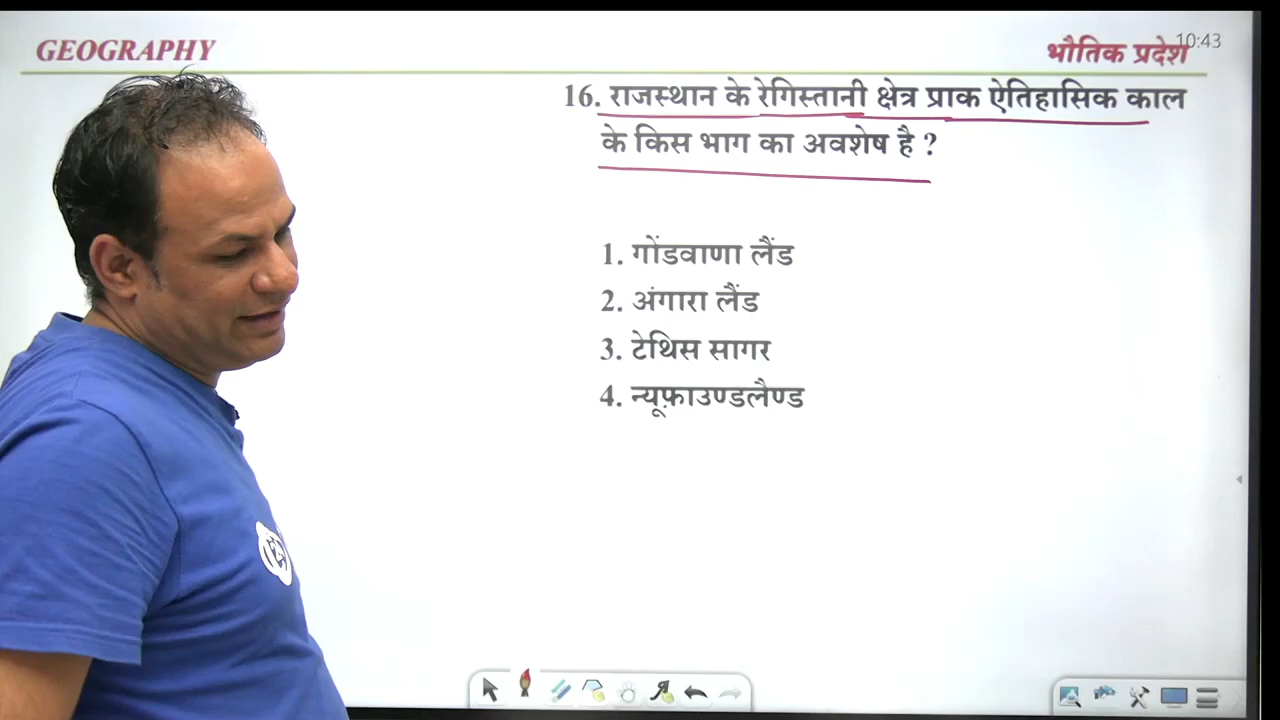 GEOGRAPHY
भौतिक प्रदेश
10:43
16. राजस्थान के रेगिस्तानी क्षेत्र प्राक ऐतिहासिक काल
के किस भाग का अवशेष है ?
1. गोंडवाणा लैंड
2. अंगारा लैंड
3. टेथिस सागर
4. न्यूफ़ाउण्डलैण्ड